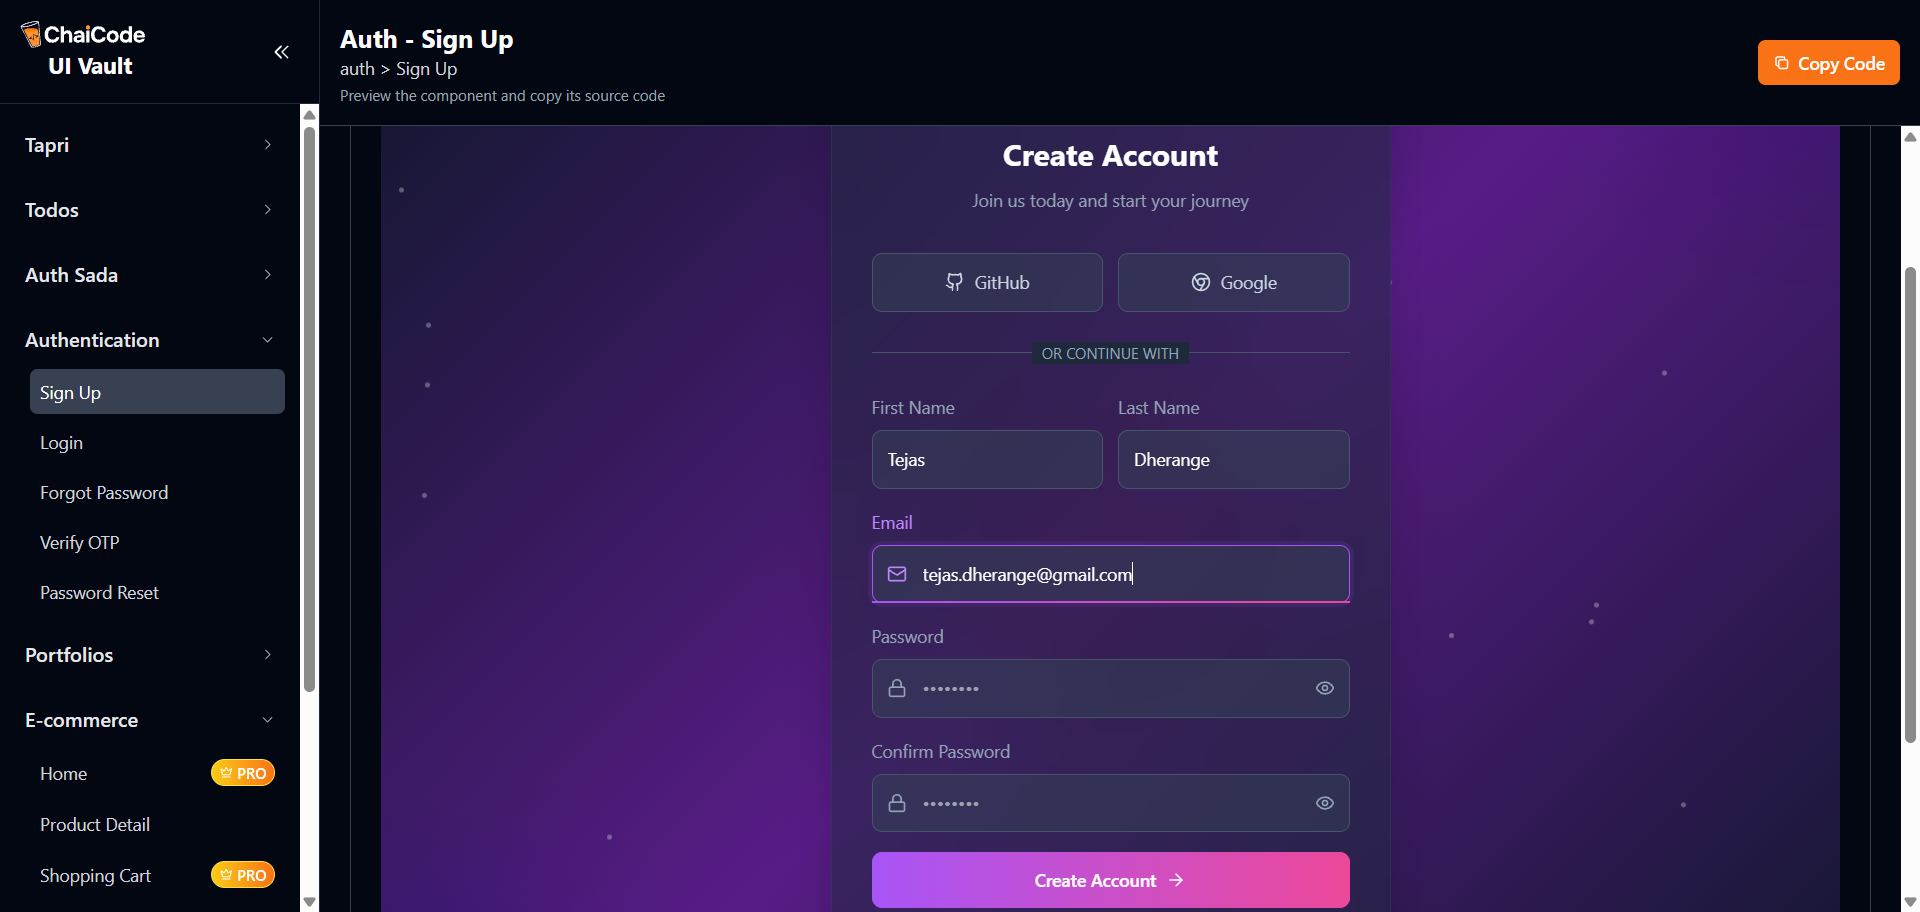 ChaiCode
UI Vault
Tapri
Todos
Auth Sada
Authentication
Sign Up
Login
Forgot Password
Verify OTP
Password Reset
Portfolios
E-commerce
Home PRO
Product Detail
Shopping Cart PRO
Auth - Sign Up
auth > Sign Up
Preview the component and copy its source code
Copy Code
Create Account
Join us today and start your journey
GitHub Google
OR CONTINUE WITH
First Name Last Name
Tejas Dherange
Email
tejas.dherange@gmail.com
Password
••••••••
Confirm Password
••••••••
Create Account →